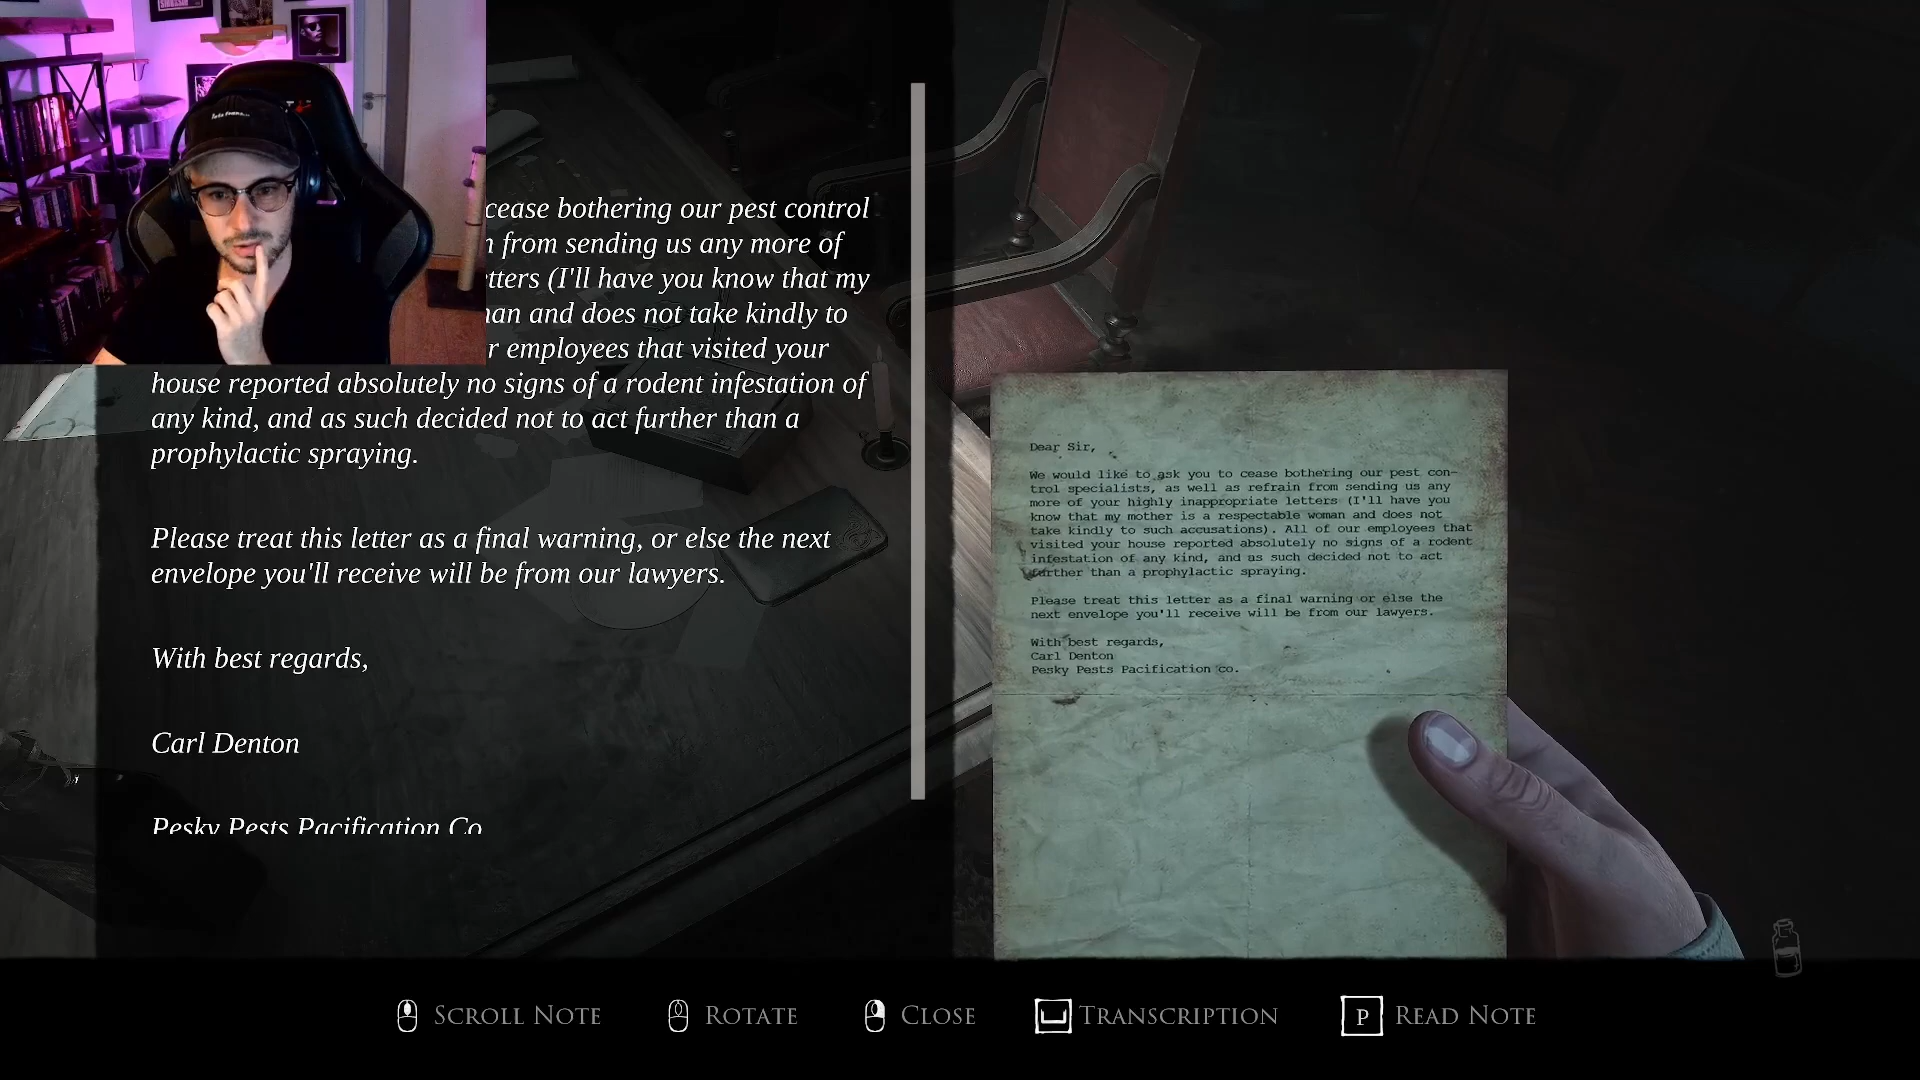 cease bothering our pest control
from sending us any more of
(I'll have you know that my
and does not take kindly to
employees that visited your
house reported absolutely no signs of a rodent infestation of
any kind, and as such decided not to act further than a
prophylactic spraying.
Please treat this letter as a final warning, or else the next
envelope you'll receive will be from our lawyers.
With best regards,
Carl Denton
Pesky Pests Pacification Co
Dear Sir,
We would like to ask you to cease bothering our pest con-
trol specialists, as well as refrain from sending us any
more of your highly inappropriate letters (I'll have you
know that my mother is a respectable woman and does not
take kindly to such accusations). All of our employees that
visited your house reported absolutely no signs of a rodent
infestation of any kind, and as such decided not to act
further than a prophylactic spraying.
Please treat this letter as a final warning or else the
next envelope you'll receive will be from our lawyers.
With best regards,
Carl Denton
Pesky Pests Pacification co.
Scroll Note
Rotate
Close
Transcription
P
Read Note